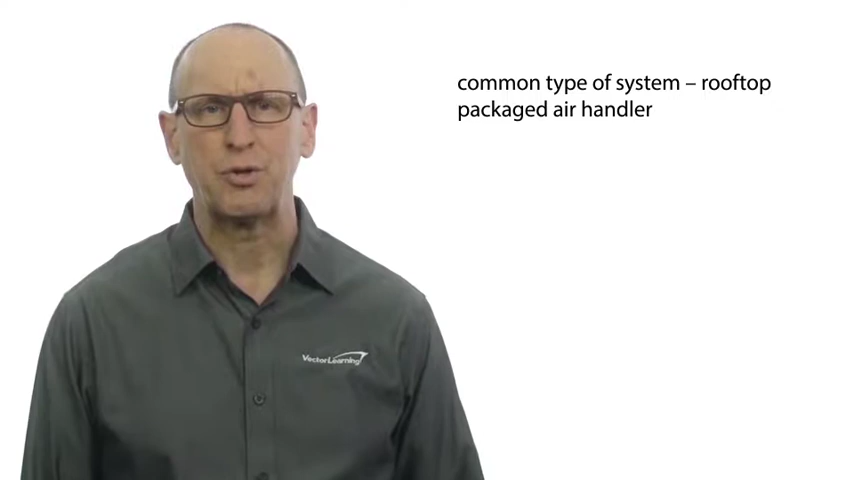 common type of system – rooftop
packaged air handler
VectorLearning